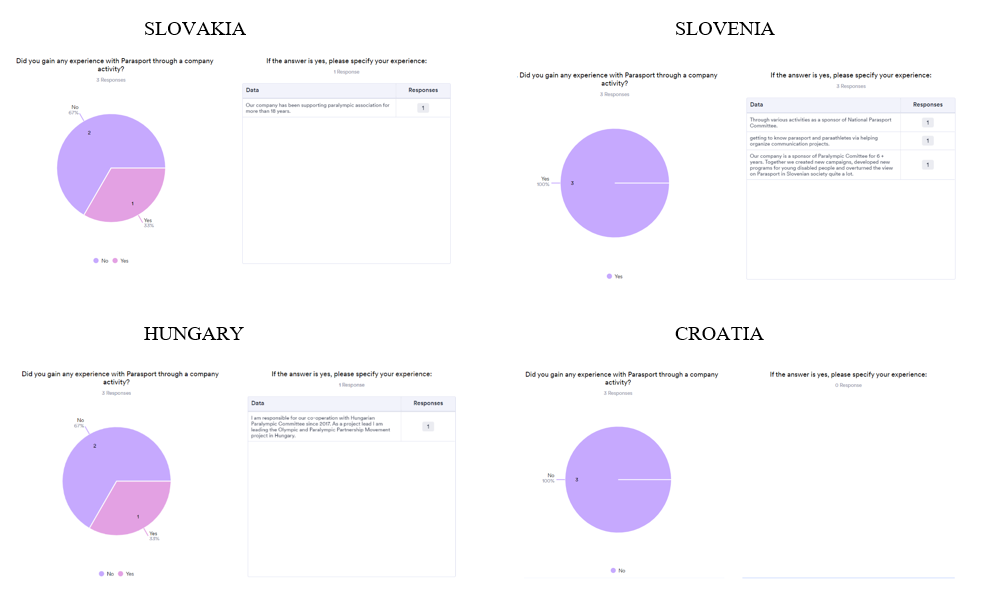 SLOVAKIA
Did you gain any experience with Parasport through a company
activity?
3 Responses
No
67%
2
1
Yes
33%
No Yes
If the answer is yes, please specify your experience:
1 Response
Data Responses
Our company has been supporting paralympic association for
more than 18 years.
1
SLOVENIA
Did you gain any experience with Parasport through a company
activity?
3 Responses
Yes
100%
3
Yes
If the answer is yes, please specify your experience:
3 Responses
Data Responses
Through various activities as a sponsor of National Parasport
Committee.
1
getting to know parasport and paraathletes via helping
organize communication projects.
1
Our company is a sponsor of Paralympic Comittee for 6 +
years. Together we created new campaigns, developed new
programs for young disabled people and overturned the view
on Parasport in Slovenian society quite a lot.
1
HUNGARY
Did you gain any experience with Parasport through a company
activity?
3 Responses
No
67%
2
1
Yes
33%
No Yes
If the answer is yes, please specify your experience:
1 Response
Data Responses
I am responsible for our co-operation with Hungarian
Paralympic Committee since 2017. As a project lead I am
leading the Olympic and Paralympic Partnership Movement
project in Hungary.
1
CROATIA
Did you gain any experience with Parasport through a company
activity?
3 Responses
No
100%
3
No
If the answer is yes, please specify your experience:
0 Responses